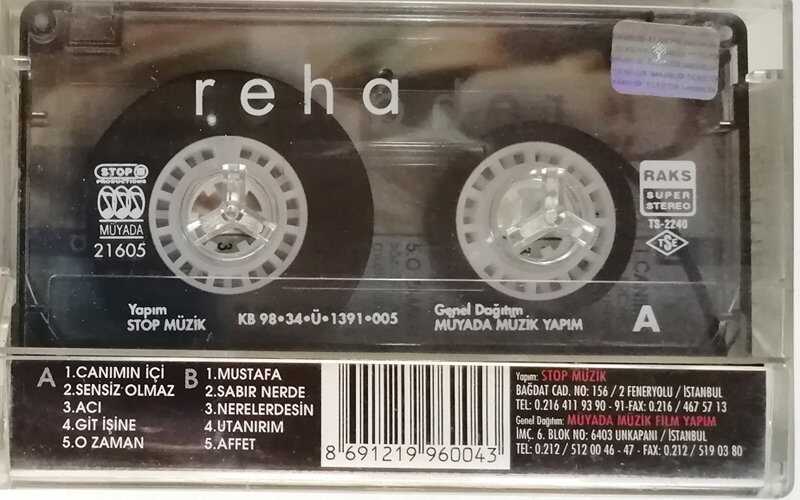 reha
STOP
PRODUCTIONS
MÜYADA
21605
RAKS
SUPER
STEREO
TS-2240
TSE
Yapım
STOP MÜZİK
KB 98•34•Ü•1391•005
Genel Dağıtım
MÜYADA MÜZİK YAPIM
A
A
1.CANIMIN İÇİ
2.SENSİZ OLMAZ
3.ACI
4.GİT İŞİNE
5.O ZAMAN
B
1.MUSTAFA
2.SABIR NERDE
3.NERELERDESİN
4.UTANIRIM
5.AFFET
8 691219 960043
Yapım: STOP MÜZİK
BAĞDAT CAD. NO: 156 / 2 FENERYOLU / İSTANBUL
TEL: 0.216 411 93 90 - 91-FAX: 0.216 / 467 57 13
Genel Dağıtım: MÜYADA MÜZİK FİLM YAPIM
İMÇ. 6. BLOK NO: 6403 UNKAPANI / İSTANBUL
TEL: 0.212 / 512 00 46 - 47 - FAX: 0.212 / 519 03 80